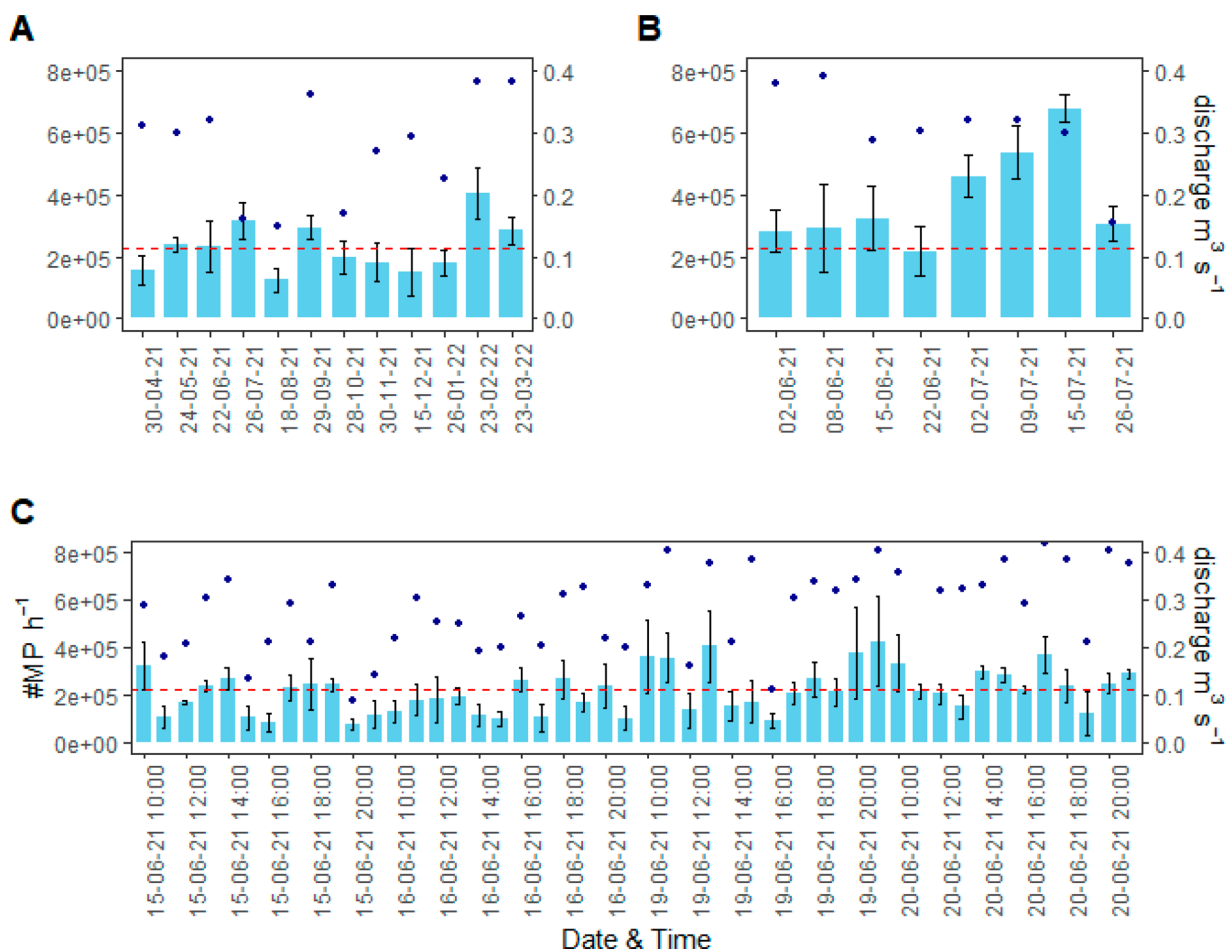 A
8e+05
6e+05
4e+05
2e+05
0e+00
0.4
0.3
0.2
0.1
0.0
30-04-21
24-05-21
22-06-21
26-07-21
18-08-21
29-09-21
28-10-21
30-11-21
15-12-21
26-01-22
23-02-22
23-03-22
B
8e+05
6e+05
4e+05
2e+05
0e+00
0.4
0.3
0.2
0.1
0.0
discharge m³ s⁻¹
02-06-21
08-06-21
15-06-21
22-06-21
02-07-21
09-07-21
15-07-21
26-07-21
C
#MP h⁻¹
8e+05
6e+05
4e+05
2e+05
0e+00
0.4
0.3
0.2
0.1
0.0
discharge m³ s⁻¹
15-06-21 10:00
15-06-21 12:00
15-06-21 14:00
15-06-21 16:00
15-06-21 18:00
15-06-21 20:00
16-06-21 10:00
16-06-21 12:00
16-06-21 14:00
16-06-21 16:00
16-06-21 18:00
16-06-21 20:00
19-06-21 10:00
19-06-21 12:00
19-06-21 14:00
19-06-21 16:00
19-06-21 18:00
19-06-21 20:00
20-06-21 10:00
20-06-21 12:00
20-06-21 14:00
20-06-21 16:00
20-06-21 18:00
20-06-21 20:00
Date & Time